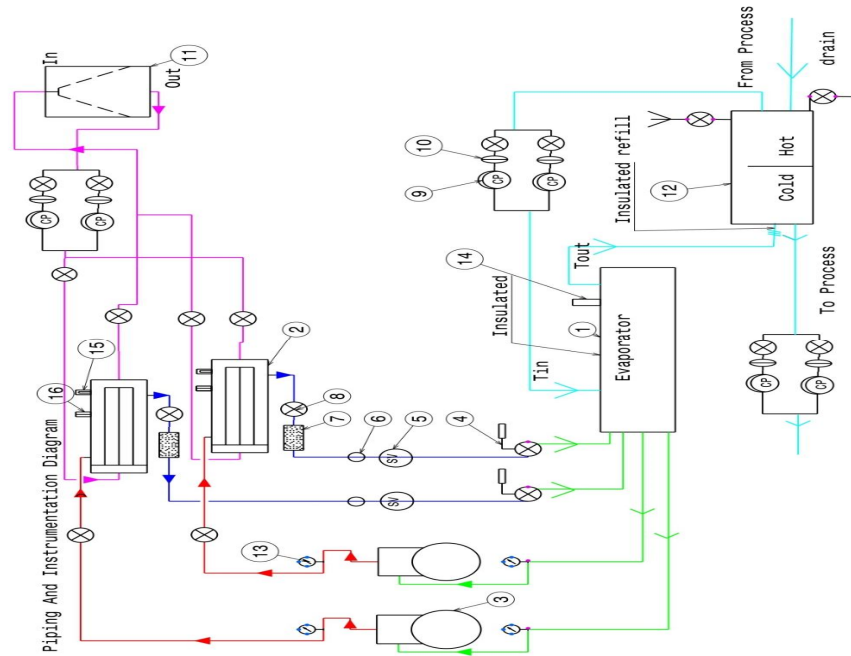 Piping And Instrumentation Diagram
In
Out
11
CP
CP
16
15
2
8
7
6
5
SV
SV
4
13
3
10
9
CP
CP
14
Insulated
1
Evaporator
Tin
Tout
12
Cold
Hot
Insulated refill
From Process
drain
To Process
CP
CP